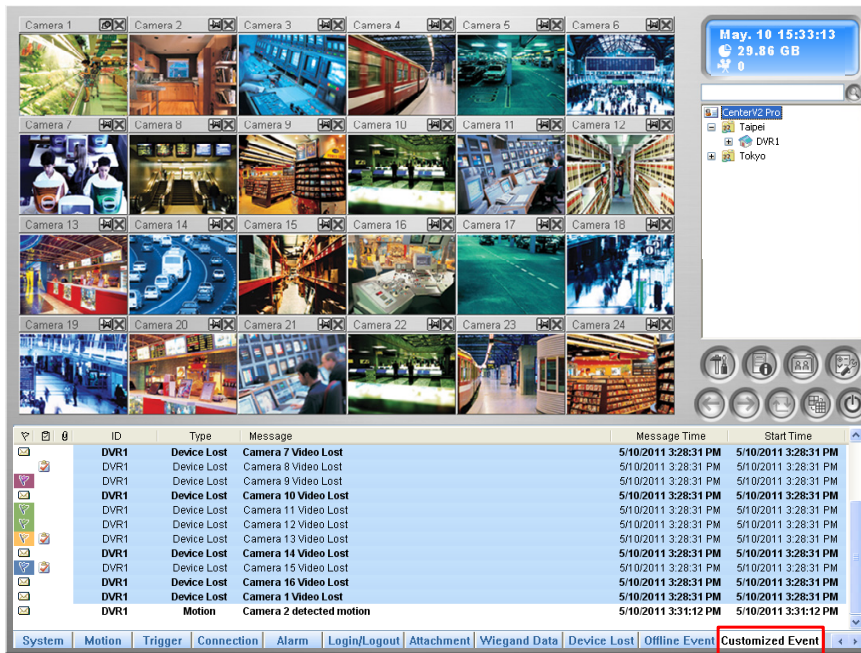 Camera 1 Camera 2 Camera 3 Camera 4 Camera 5 Camera 6
May. 10 15:33:13
29.86 GB
0
Camera 7 Camera 8 Camera 9 Camera 10 Camera 11 Camera 12
CenterV2 Pro
Taipei
DVR1
Tokyo
Camera 13 Camera 14 Camera 15 Camera 16 Camera 17 Camera 18
Camera 19 Camera 20 Camera 21 Camera 22 Camera 23 Camera 24
ID Type Message Message Time Start Time
DVR1 Device Lost Camera 7 Video Lost 5/10/2011 3:28:31 PM 5/10/2011 3:28:31 PM
DVR1 Device Lost Camera 8 Video Lost 5/10/2011 3:28:31 PM 5/10/2011 3:28:31 PM
DVR1 Device Lost Camera 9 Video Lost 5/10/2011 3:28:31 PM 5/10/2011 3:28:31 PM
DVR1 Device Lost Camera 10 Video Lost 5/10/2011 3:28:31 PM 5/10/2011 3:28:31 PM
DVR1 Device Lost Camera 11 Video Lost 5/10/2011 3:28:31 PM 5/10/2011 3:28:31 PM
DVR1 Device Lost Camera 12 Video Lost 5/10/2011 3:28:31 PM 5/10/2011 3:28:31 PM
DVR1 Device Lost Camera 13 Video Lost 5/10/2011 3:28:31 PM 5/10/2011 3:28:31 PM
DVR1 Device Lost Camera 14 Video Lost 5/10/2011 3:28:31 PM 5/10/2011 3:28:31 PM
DVR1 Device Lost Camera 15 Video Lost 5/10/2011 3:28:31 PM 5/10/2011 3:28:31 PM
DVR1 Device Lost Camera 16 Video Lost 5/10/2011 3:28:31 PM 5/10/2011 3:28:31 PM
DVR1 Device Lost Camera 1 Video Lost 5/10/2011 3:28:31 PM 5/10/2011 3:28:31 PM
DVR1 Motion Camera 2 detected motion 5/10/2011 3:31:12 PM 5/10/2011 3:31:12 PM
System Motion Trigger Connection Alarm Login/Logout Attachment Wiegand Data Device Lost Offline Event Customized Event